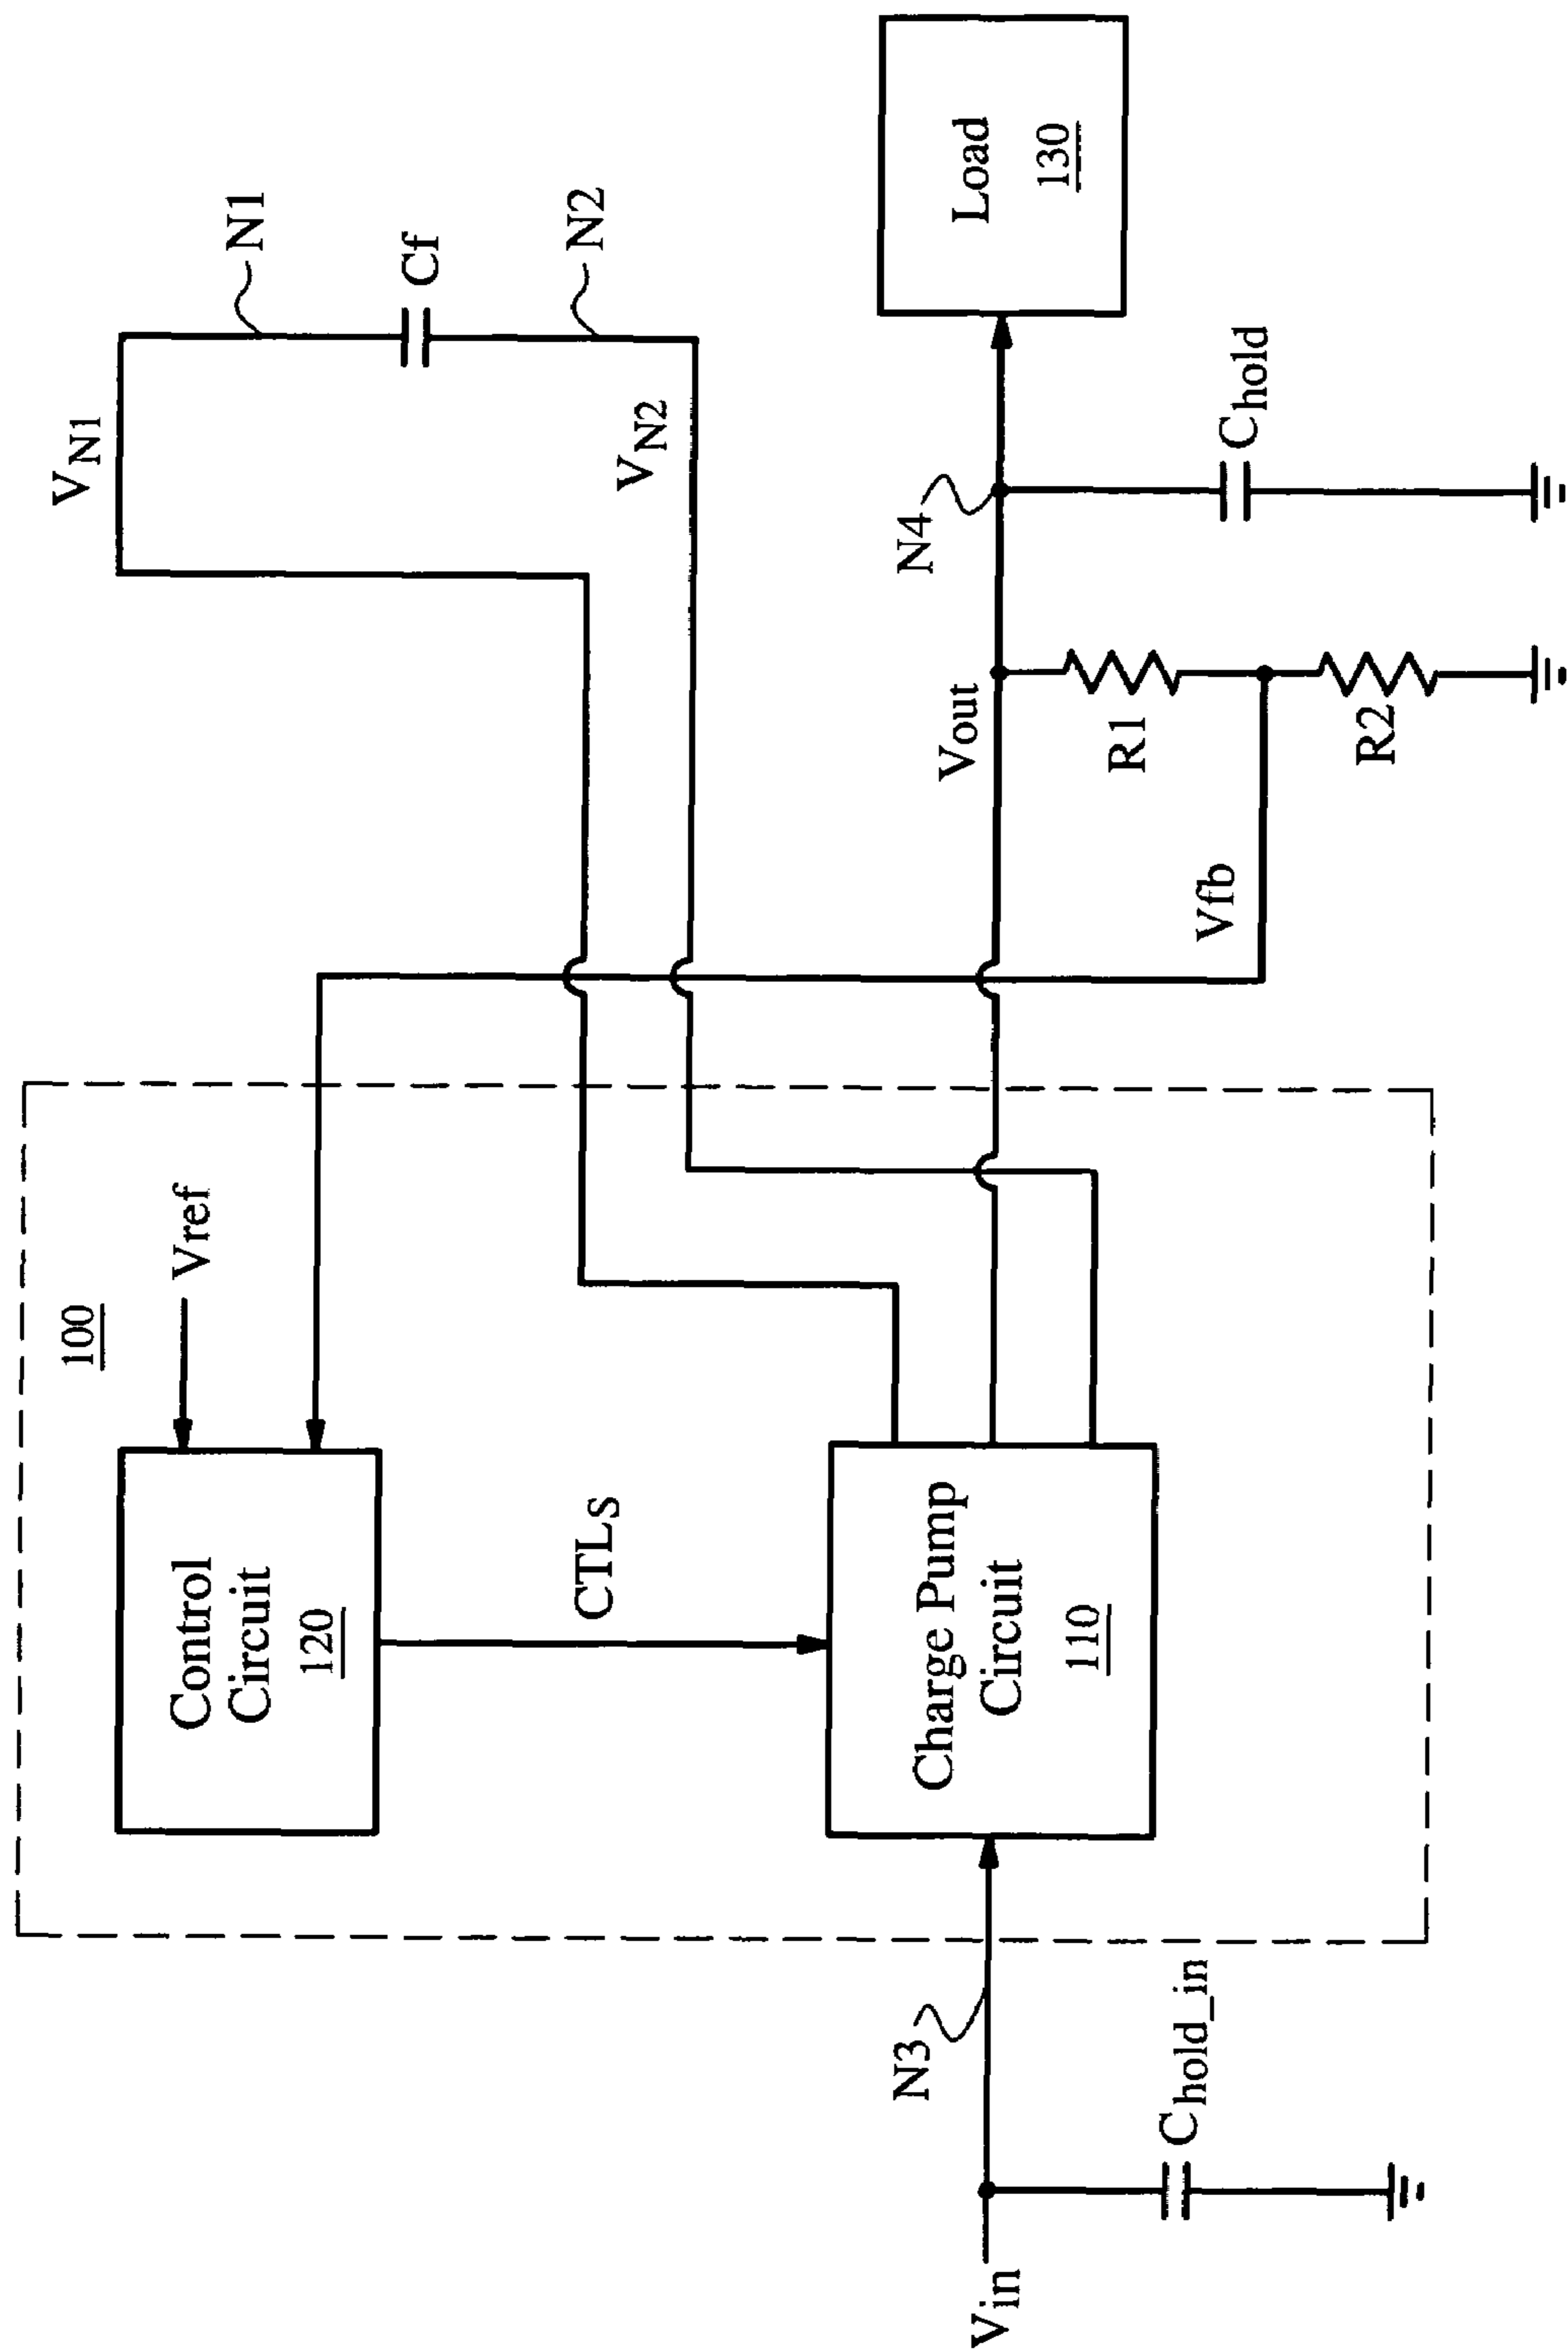 100
Vref
Control
Circuit
120
CTLS
Charge Pump
Circuit
110
Vin
N3
Chold_in
VN1
N1
Cf
VN2
N2
Vout
N4
Load
130
R1
Vfb
R2
Chold